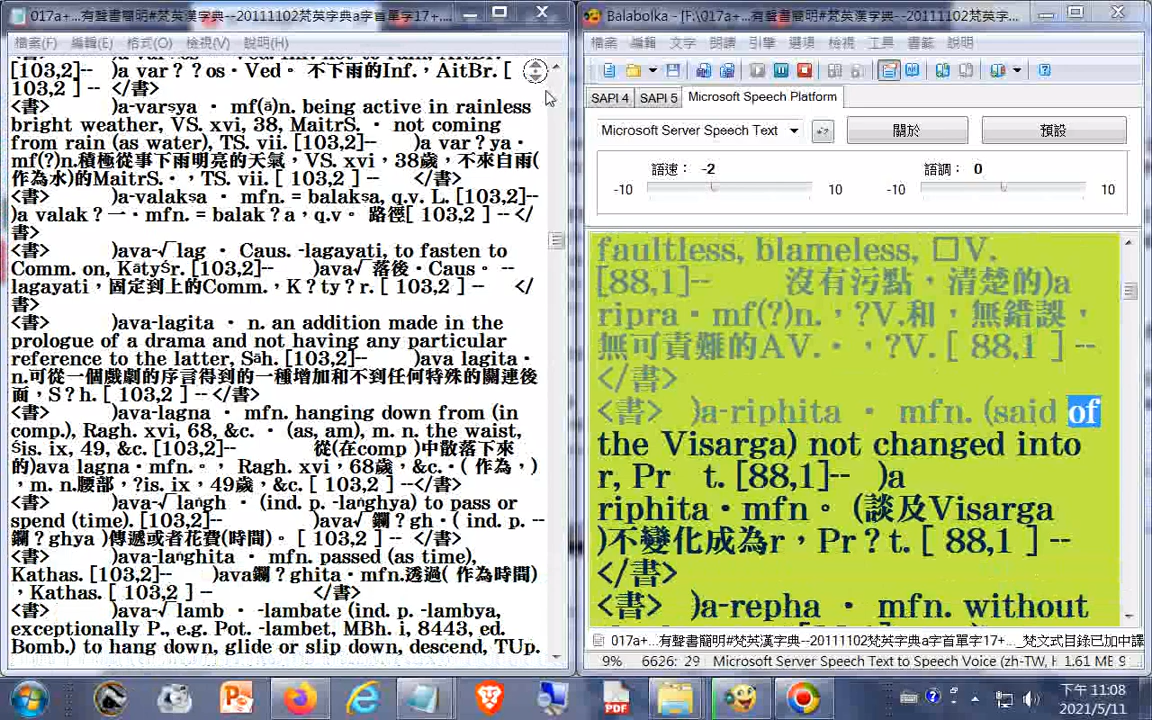 017a+...有聲書簡明#梵英漢字典--20111102梵英字典a字首單字17+...
檔案(F) 編輯(E) 格式(O) 檢視(V) 說明(H)
[103,2]-- )a var??os‧Ved。 不下雨的Inf.,AitBr. [
103,2 ]-- </書>
<書> )a-varṣya ‧ mf(ā)n. being active in rainless
bright weather, VS. xvi, 38, MaitrS. ‧ not coming
from rain (as water), TS. vii. [103,2]-- )a var?ya‧
mf(?)n.積極從事下雨明亮的天氣,VS. xvi,38歲,不來自雨(
作為水)的MaitrS.‧,TS. vii. [ 103,2 ]-- </書>
<書> )a-valakṣa ‧ mfn. = balakṣa, q.v. L. [103,2]--
)a valak?一‧mfn. = balak?a,q.v。 路徑[ 103,2 ]-- </
書>
<書> )ava-√lag ‧ Caus. -lagayati, to fasten to
Comm. on, KātyŚr. [103,2]-- )ava√落後‧Caus。 --
lagayati,固定到上的Comm,K?ty?r. [ 103,2 ]-- </
書>
<書> )ava-lagita ‧ n. an addition made in the
prologue of a drama and not having any particular
reference to the latter, Sāh. [103,2]-- )ava lagita‧
n.可從一個戲劇的序言得到的一種增加和不到任何特殊的關連後
面,S?h. [ 103,2 ]-- </書>
<書> )ava-lagna ‧ mfn. hanging down from (in
comp.), Ragh. xvi, 68, &c. ‧ (as, am), m. n. the waist,
Śis. ix, 49, &c. [103,2]-- 從(在comp )中散落下來
的)ava lagna‧mfn.。, Ragh. xvi,68歲,&c.‧( 作為,)
,m. n.腰部,?is. ix,49歲,&c. [ 103,2 ]-- </書>
<書> )ava-√laṅgh ‧ (ind. p. -laṅghya) to pass or
spend (time). [103,2]-- )ava√鑭?gh‧( ind. p. --
鑭?ghya )傳遞或者花費(時間)。 [ 103,2 ]-- </書>
<書> )ava-laṅghita ‧ mfn. passed (as time),
Kathas. [103,2]-- )ava鑭?ghita‧mfn.透過( 作為時間)
,Kathas. [ 103,2 ]-- </書>
<書> )ava-√lamb ‧ -lambate (ind. p. -lambya,
exceptionally P., e.g. Pot. -lambet, MBh. i, 8443, ed.
Bomb.) to hang down, glide or slip down, descend, TUp.
Balabolka - [F:\017a+...有聲書簡明#梵英漢字典--20111102梵英字...
檔案 編輯 文字 朗讀 引擎 選項 檢視 工具 書籤 說明
SAPI 4 SAPI 5 Microsoft Speech Platform
Microsoft Server Speech Text 關於 預設
語速: -2 語調: 0
-10 10 -10 10
faultless, blameless, □V.
[88,1]-- 沒有污點,清楚的)a
ripra‧mf(?)n.,?V.和,無錯誤,
無可責難的AV.‧,?V. [ 88,1 ] --
</書>
<書> )a-riphita ‧ mfn. (said of
the Visarga) not changed into
r, Pr t. [88,1]-- )a
riphita‧mfn。 (談及Visarga
)不變化成為r,Pr?t. [ 88,1 ] --
</書>
<書> )a-repha ‧ mfn. without
017a+...有聲書簡明#梵英漢字典--20111102梵英字典a字首單字17+..._梵文式目錄已加中譯
9% 6626: 29 Microsoft Server Speech Text to Speech Voice (zh-TW, H 1.61 MB 9
下午 11:08
2021/5/11